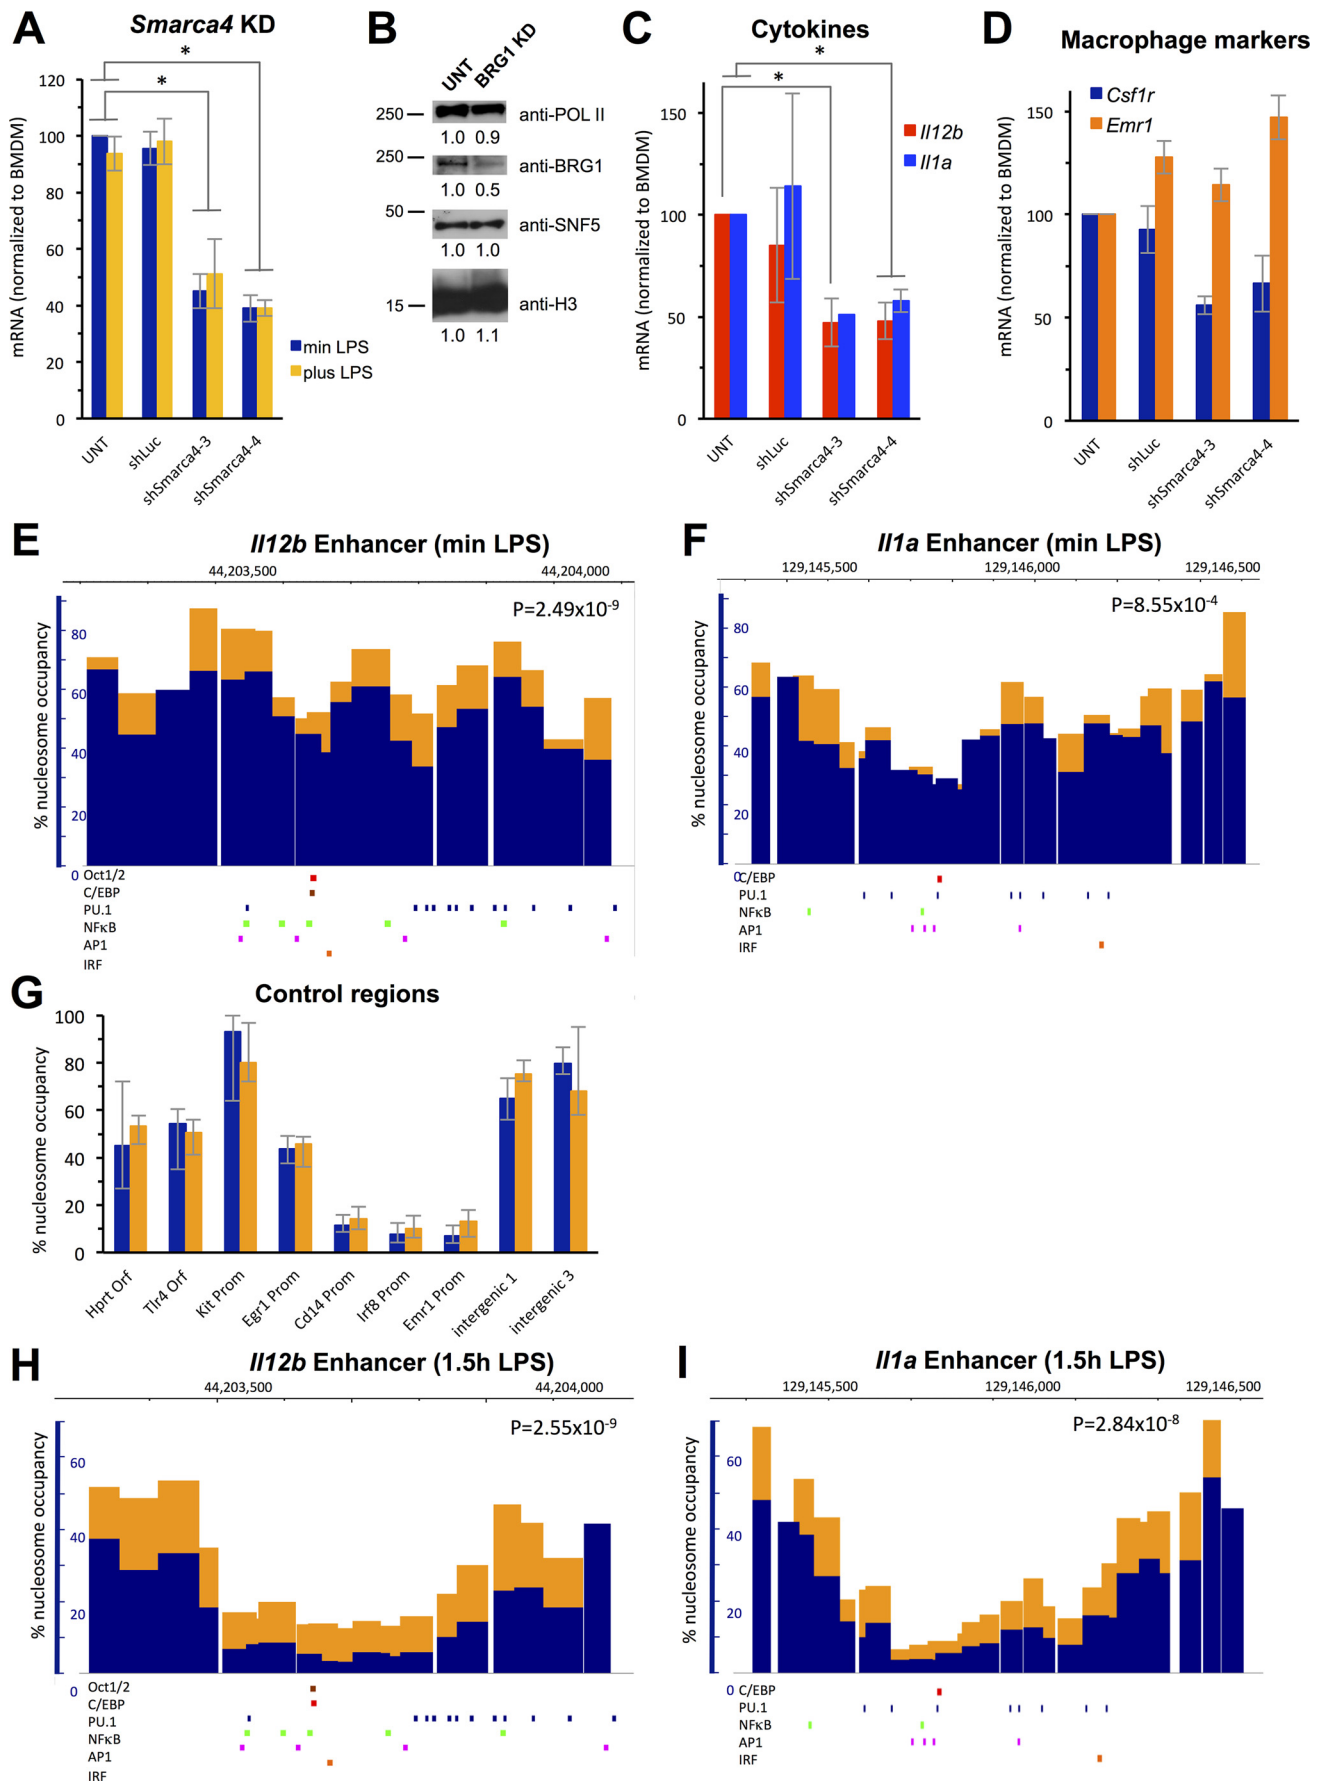 A
Smarca4 KD
*
*
mRNA (normalized to BMDM)
120
100
80
60
40
20
0
UNT
shLuc
shSmarca4-3
shSmarca4-4
min LPS
plus LPS
B
UNT
BRG1 KD
250
anti-POL II
1.0 0.9
250
anti-BRG1
1.0 0.5
50
anti-SNF5
1.0 1.0
15
anti-H3
1.0 1.1
C
Cytokines
*
*
mRNA (normalized to BMDM)
150
100
50
0
Il12b
Il1a
UNT
shLuc
shSmarca4-3
shSmarca4-4
D
Macrophage markers
Csf1r
Emr1
mRNA (normalized to BMDM)
150
100
50
0
UNT
shLuc
shSmarca4-3
shSmarca4-4
E
Il12b Enhancer (min LPS)
44,203,500 44,204,000
P=2.49x10-9
% nucleosome occupancy
80
60
40
20
0
Oct1/2
C/EBP
PU.1
NFκB
AP1
IRF
F
Il1a Enhancer (min LPS)
129,145,500 129,146,000 129,146,500
P=8.55x10-4
% nucleosome occupancy
80
60
40
20
0
C/EBP
PU.1
NFκB
AP1
IRF
G
Control regions
% nucleosome occupancy
100
80
60
40
20
0
Hprt Orf
Tlr4 Orf
Kit Prom
Egr1 Prom
Cd14 Prom
Irf8 Prom
Emr1 Prom
intergenic 1
intergenic 3
H
Il12b Enhancer (1.5h LPS)
44,203,500 44,204,000
P=2.55x10-9
% nucleosome occupancy
60
40
20
0
Oct1/2
C/EBP
PU.1
NFκB
AP1
IRF
I
Il1a Enhancer (1.5h LPS)
129,145,500 129,146,000 129,146,500
P=2.84x10-8
% nucleosome occupancy
60
40
20
0
C/EBP
PU.1
NFκB
AP1
IRF